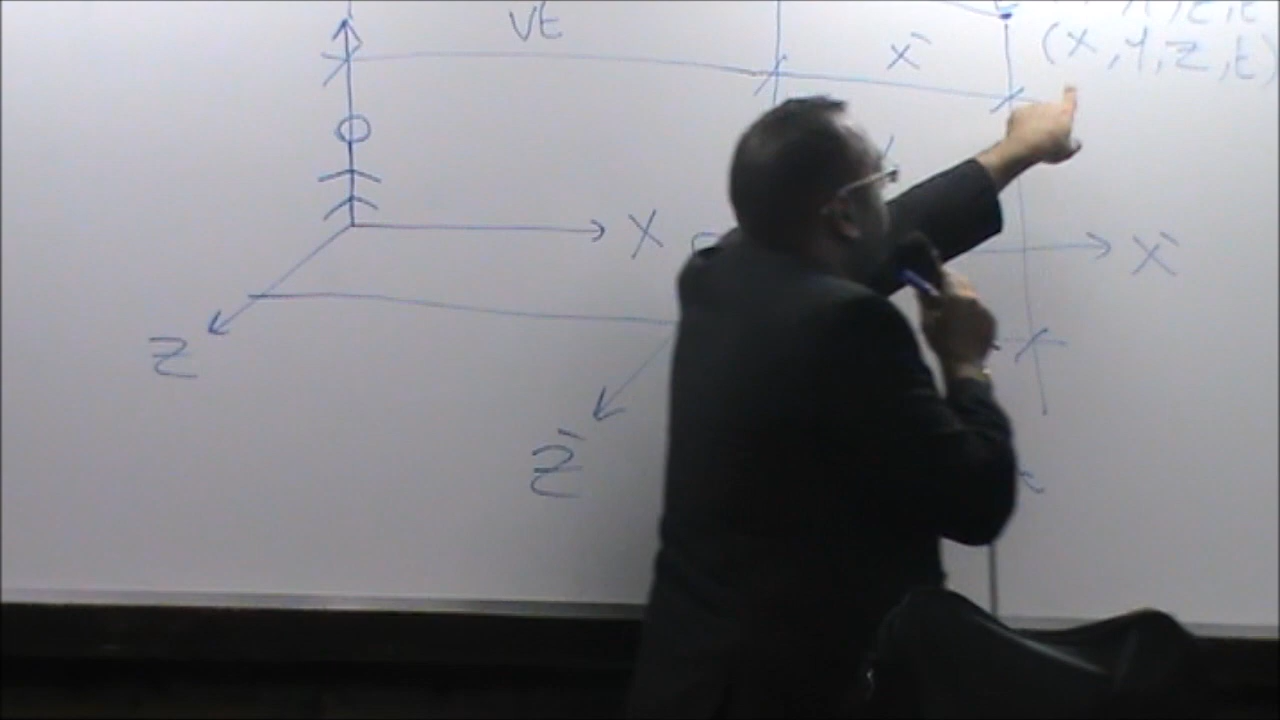 vt
x'
(x, y, z, t)
X
X'
Z
Z'